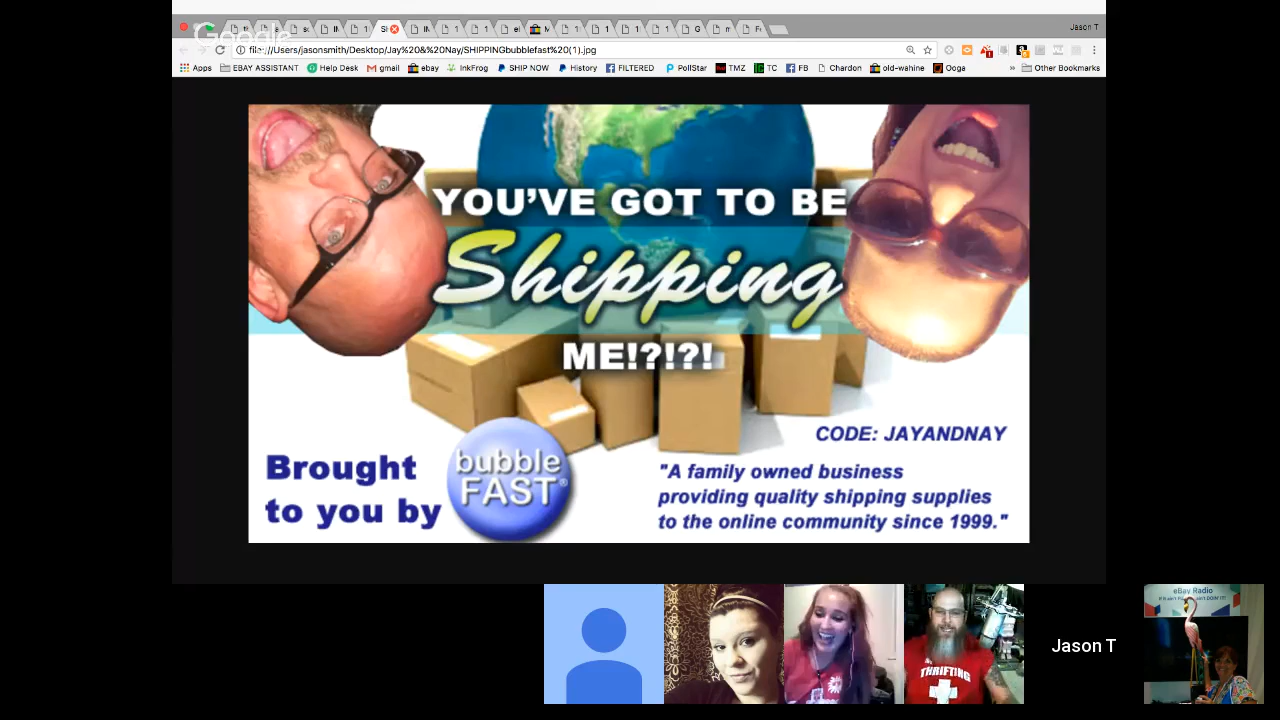 Google
Jason T
file:///Users/jasonsmith/Desktop/Jay%20&%20Nay/SHIPPINGbubblefast%20(1).jpg
Apps EBAY ASSISTANT Help Desk gmail ebay InkFrog SHIP NOW History FILTERED PollStar TMZ TC FB Chardon old-wahine Ooga » Other Bookmarks
YOU'VE GOT TO BE
Shipping
ME!?!?!
CODE: JAYANDNAY
Brought
to you by
bubble
FAST®
"A family owned business
providing quality shipping supplies
to the online community since 1999."
eBay Radio
THRIFTING
Jason T